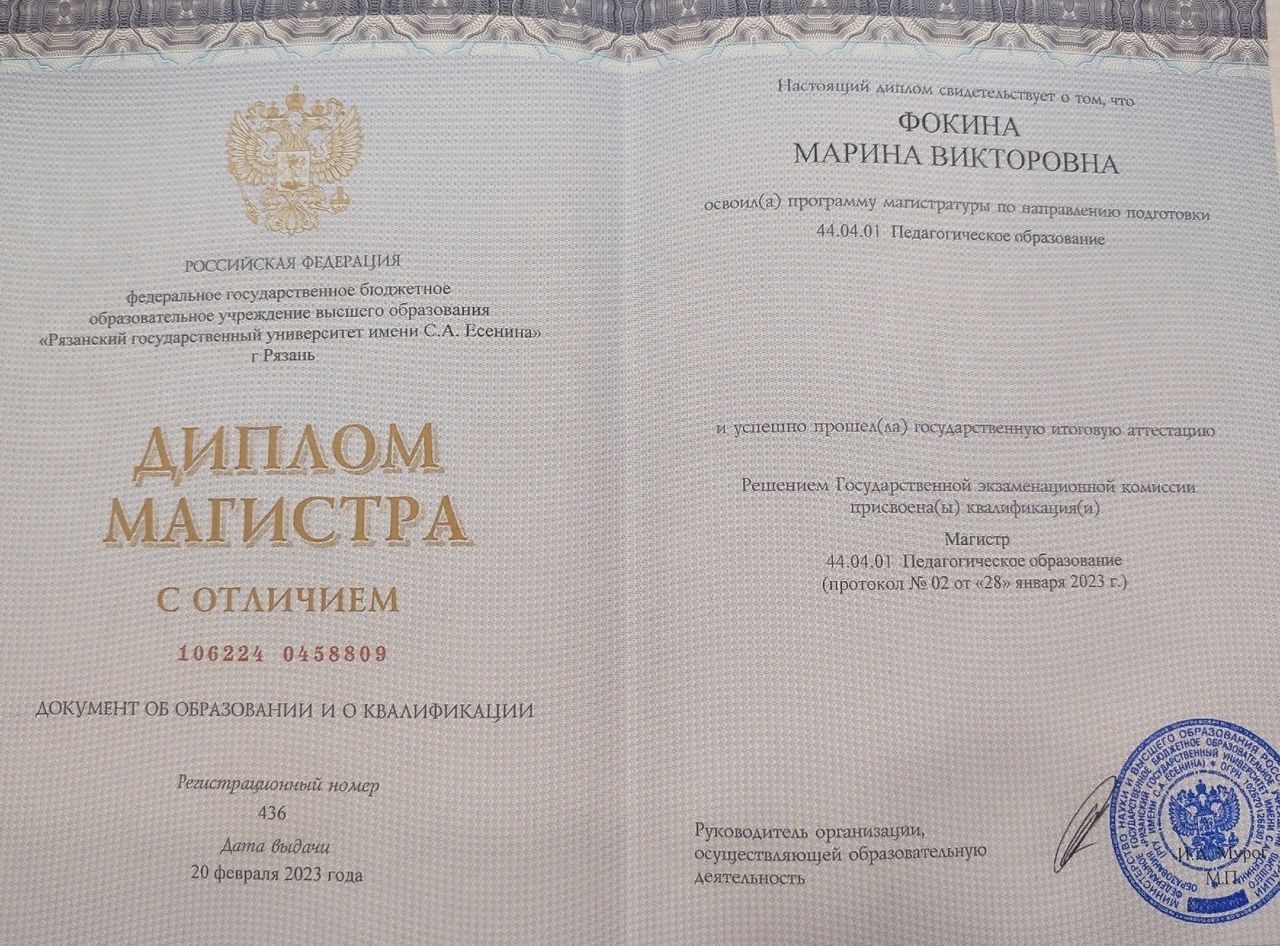 РОССИЙСКАЯ ФЕДЕРАЦИЯ
федеральное государственное бюджетное
образовательное учреждение высшего образования
«Рязанский государственный университет имени С.А. Есенина»
г Рязань
ДИПЛОМ
МАГИСТРА
С ОТЛИЧИЕМ
106224 0458809
ДОКУМЕНТ ОБ ОБРАЗОВАНИИ И О КВАЛИФИКАЦИИ
Регистрационный номер
436
Дата выдачи
20 февраля 2023 года
Настоящий диплом свидетельствует о том, что
ФОКИНА
МАРИНА ВИКТОРОВНА
освоил(а) программу магистратуры по направлению подготовки
44.04.01 Педагогическое образование
и успешно прошел(ла) государственную итоговую аттестацию
Решением Государственной экзаменационной комиссии
присвоена(ы) квалификация(и)
Магистр
44.04.01 Педагогическое образование
(протокол № 02 от «28» января 2023 г.)
Руководитель организации,
осуществляющей образовательную
деятельность
М.П.
МИНИСТЕРСТВО НАУКИ И ВЫСШЕГО ОБРАЗОВАНИЯ